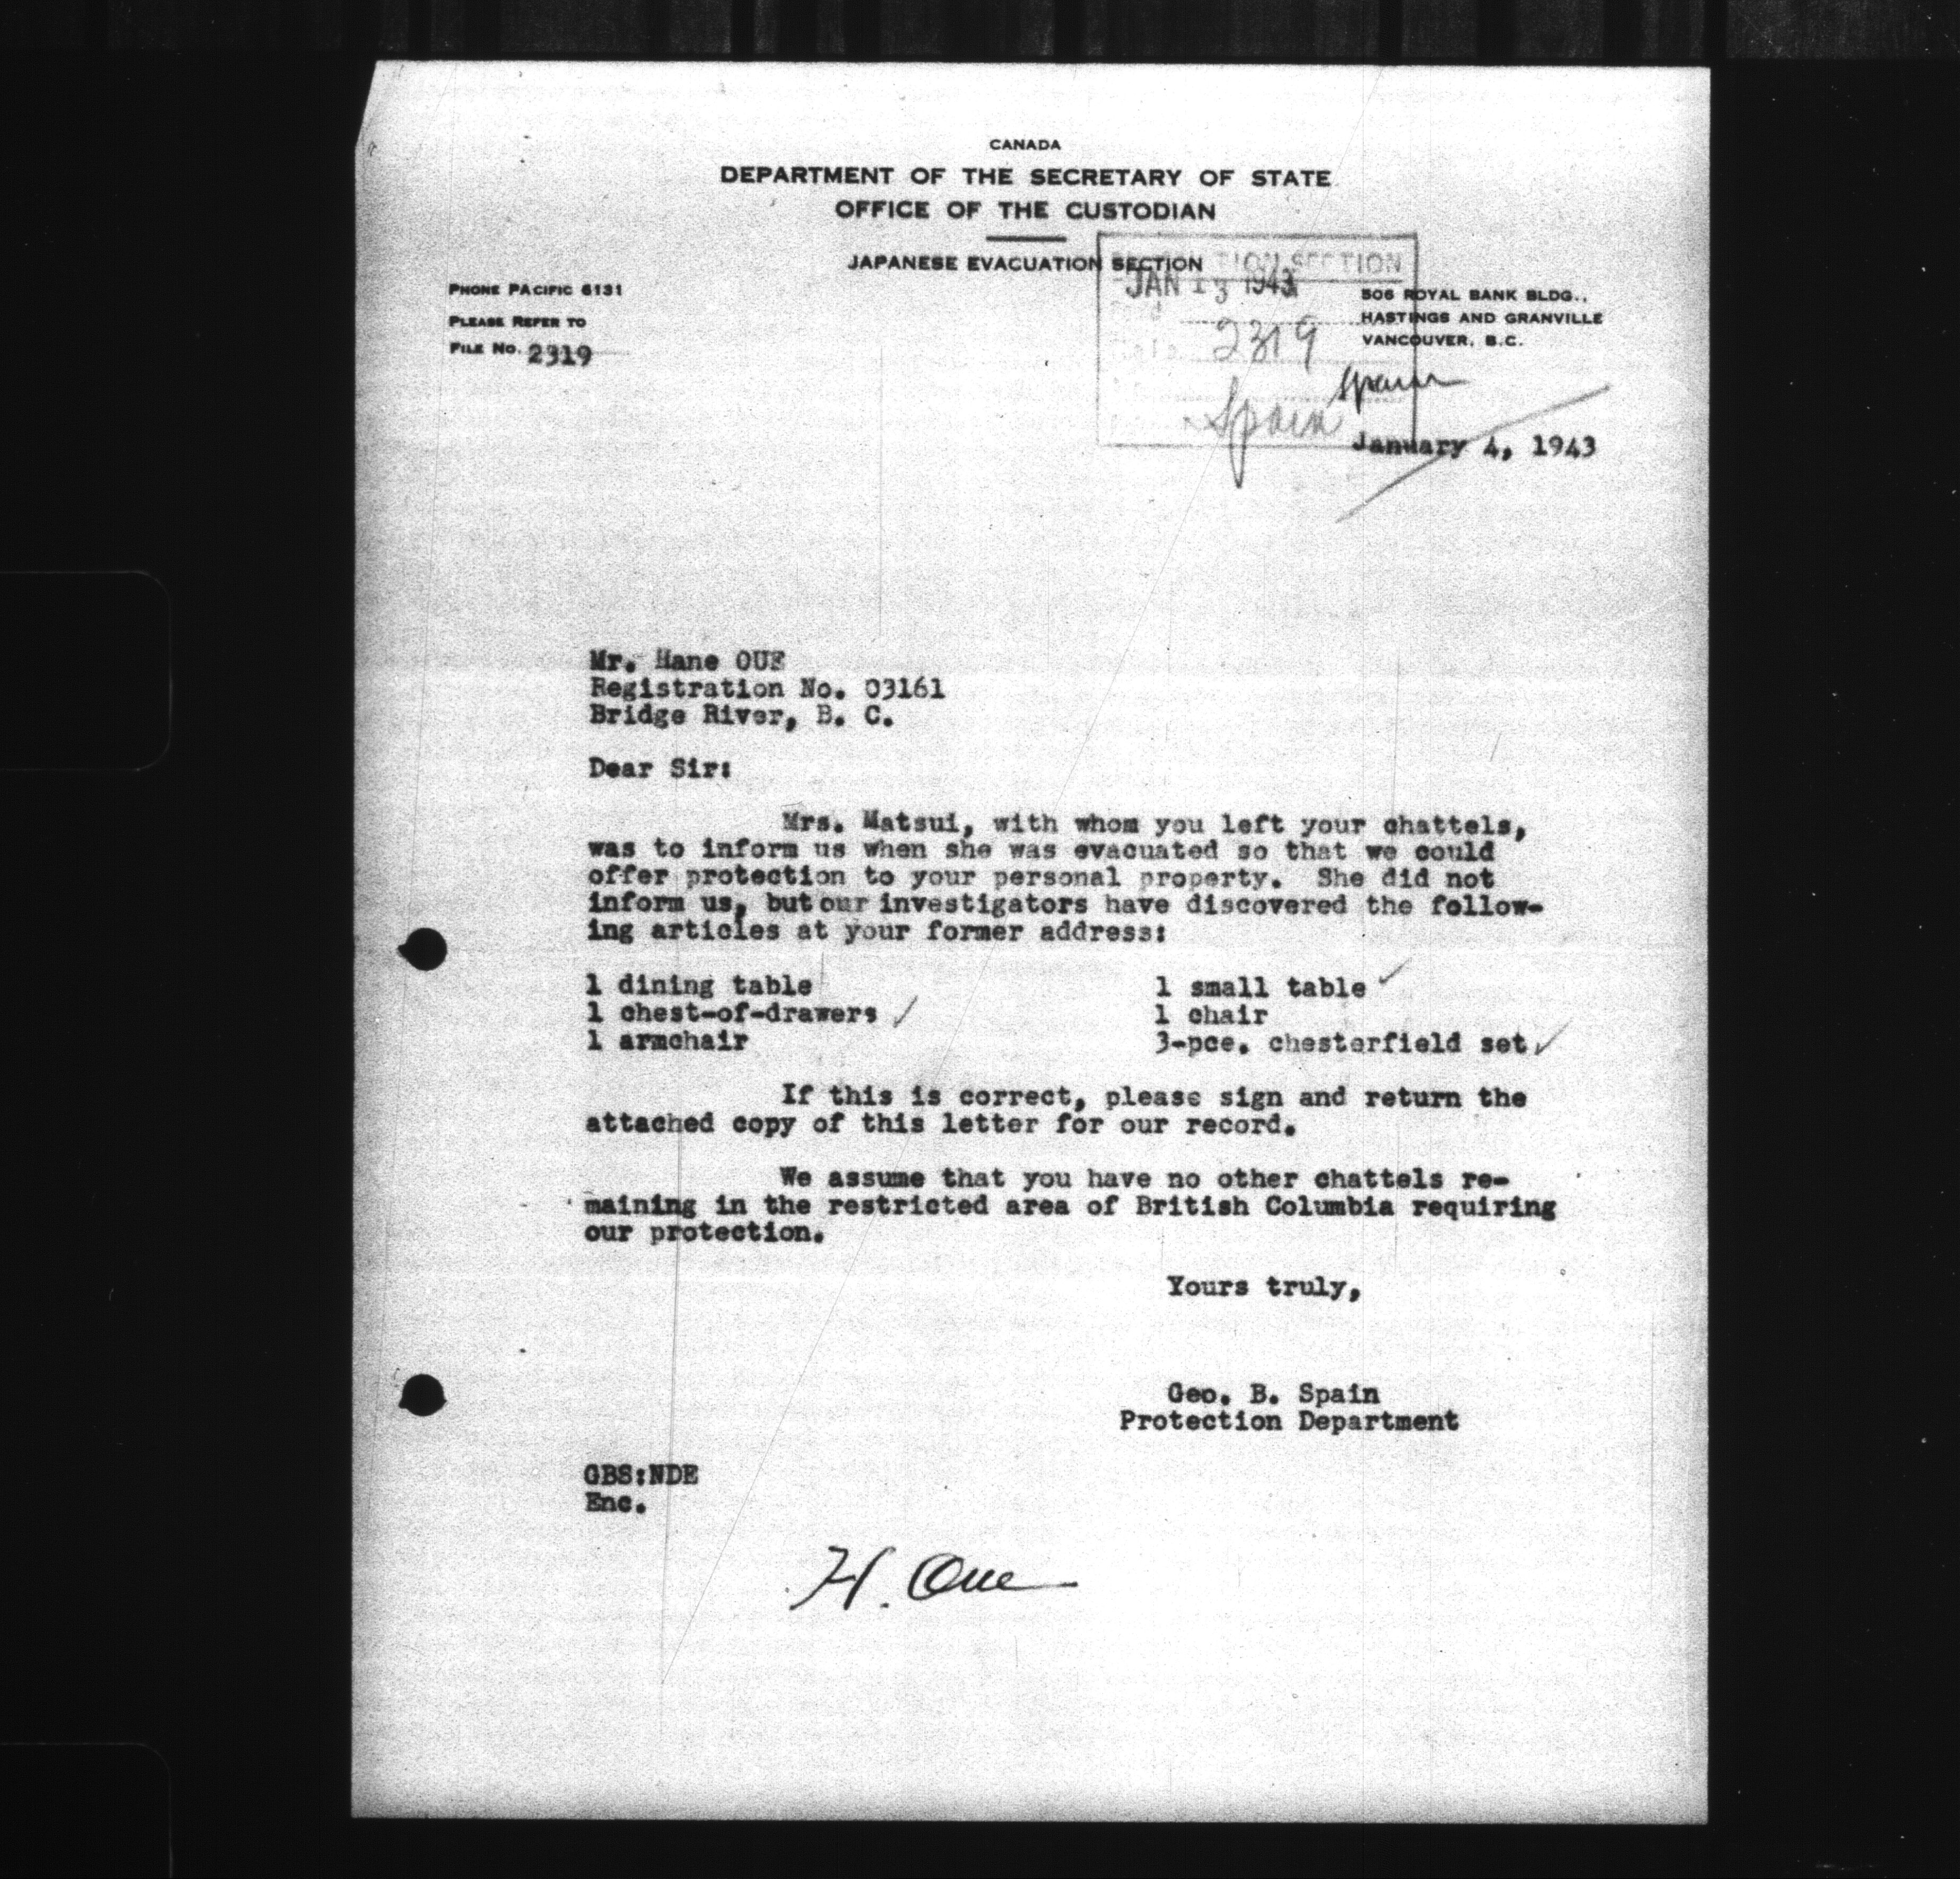 CANADA
DEPARTMENT OF THE SECRETARY OF STATE
OFFICE OF THE CUSTODIAN
JAPANESE EVACUATION SECTION
TION SECTION
JAN 13 1943
2319
Spain
Spain
PHONE PACIFIC 6131
PLEASE REFER TO
FILE NO. 2319
506 ROYAL BANK BLDG.,
HASTINGS AND GRANVILLE
VANCOUVER, B.C.
January 4, 1943
Mr. Hane OUE
Registration No. 03161
Bridge River, B. C.
Dear Sir:
Mrs. Matsui, with whom you left your chattels,
was to inform us when she was evacuated so that we could
offer protection to your personal property. She did not
inform us, but our investigators have discovered the follow-
ing articles at your former address:
1 dining table 1 small table ✓
1 chest-of-drawers ✓ 1 chair
1 armchair 3-pce. chesterfield set ✓
If this is correct, please sign and return the
attached copy of this letter for our record.
We assume that you have no other chattels re-
maining in the restricted area of British Columbia requiring
our protection.
Yours truly,
Geo. B. Spain
Protection Department
GBS:NDE
Enc.
H. Oue